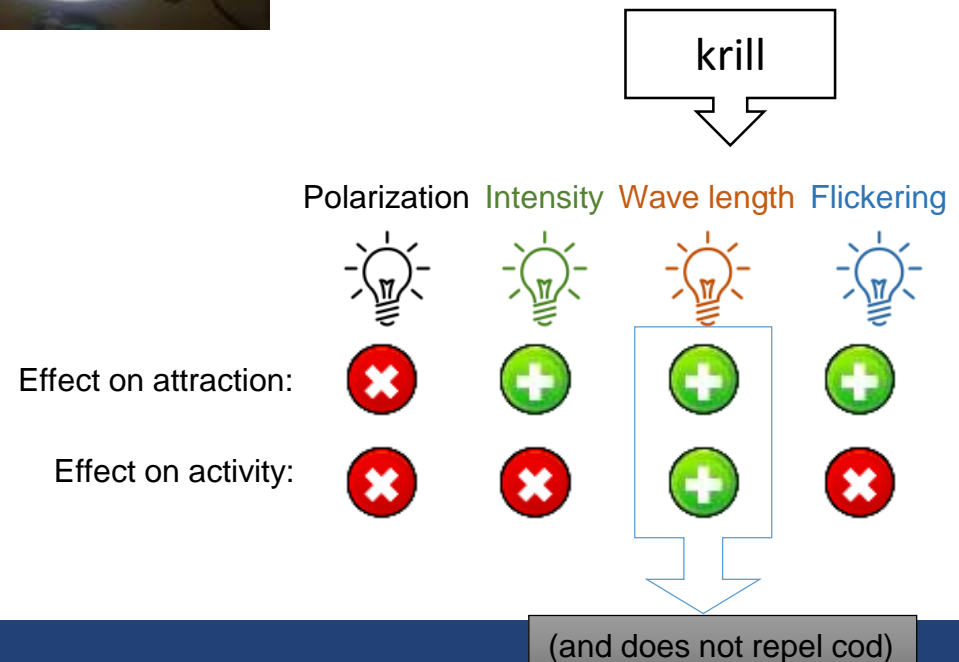 krill
Polarization Intensity Wave length Flickering
Effect on attraction:
Effect on activity:
(and does not repel cod)